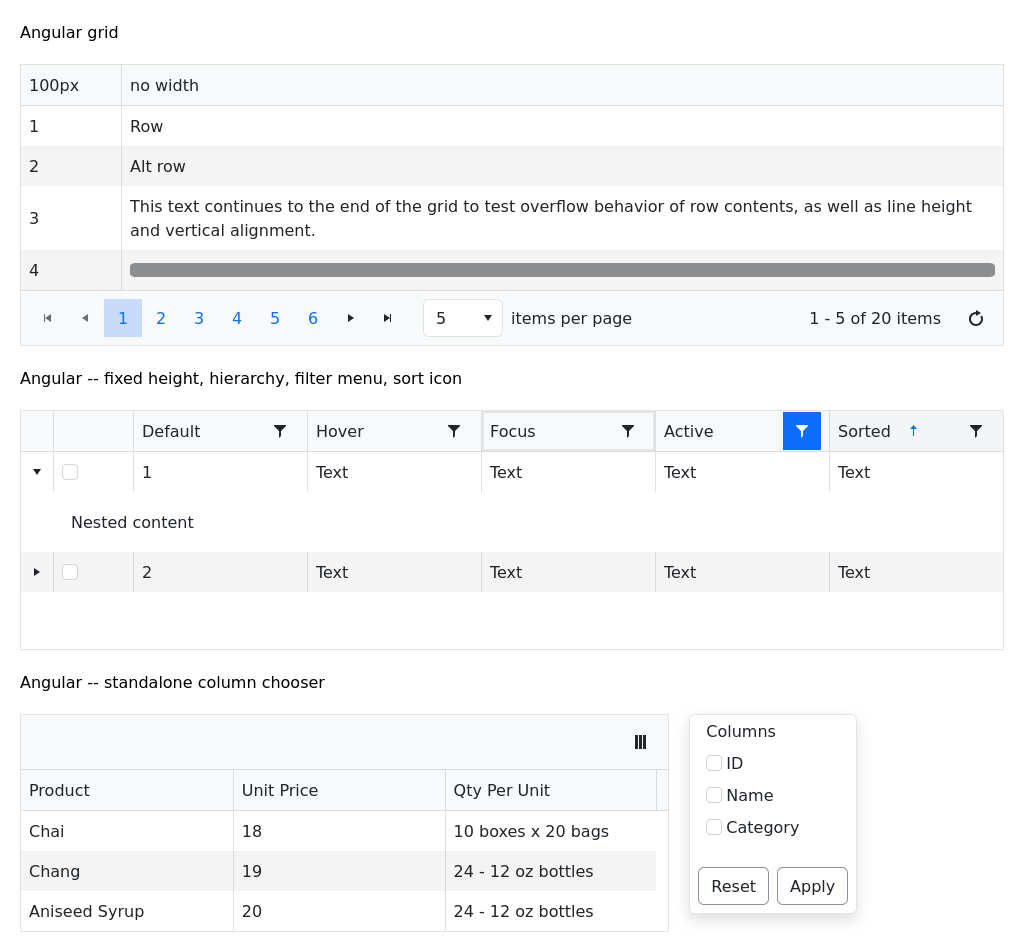 Angular grid
100px no width
1 Row
2 Alt row
3 This text continues to the end of the grid to test overflow behavior of row contents, as well as line height
and vertical alignment.
4
1 2 3 4 5 6 5 items per page 1 - 5 of 20 items
Angular -- fixed height, hierarchy, filter menu, sort icon
Default Hover Focus Active Sorted
1 Text Text Text Text
Nested content
2 Text Text Text Text
Angular -- standalone column chooser
Product Unit Price Qty Per Unit
Chai 18 10 boxes x 20 bags
Chang 19 24 - 12 oz bottles
Aniseed Syrup 20 24 - 12 oz bottles
Columns
ID
Name
Category
Reset Apply